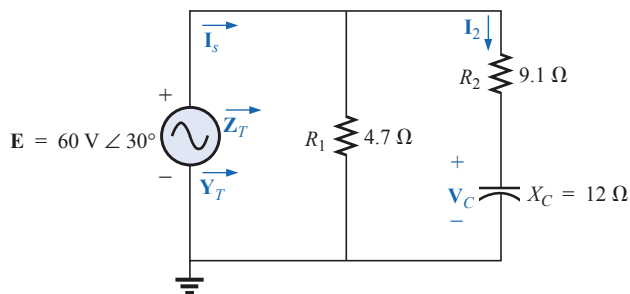 I_s
I_2
R_2 9.1 Ω
+
E = 60 V ∠ 30°
Z_T
R_1 4.7 Ω
+
–
Y_T
V_C
X_C = 12 Ω
–